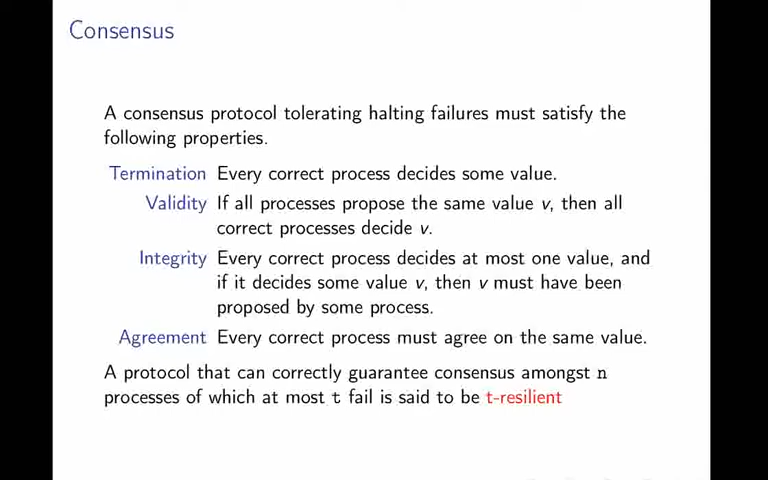 Consensus
A consensus protocol tolerating halting failures must satisfy the
following properties.
Termination Every correct process decides some value.
Validity If all processes propose the same value v, then all
correct processes decide v.
Integrity Every correct process decides at most one value, and
if it decides some value v, then v must have been
proposed by some process.
Agreement Every correct process must agree on the same value.
A protocol that can correctly guarantee consensus amongst n
processes of which at most t fail is said to be t-resilient